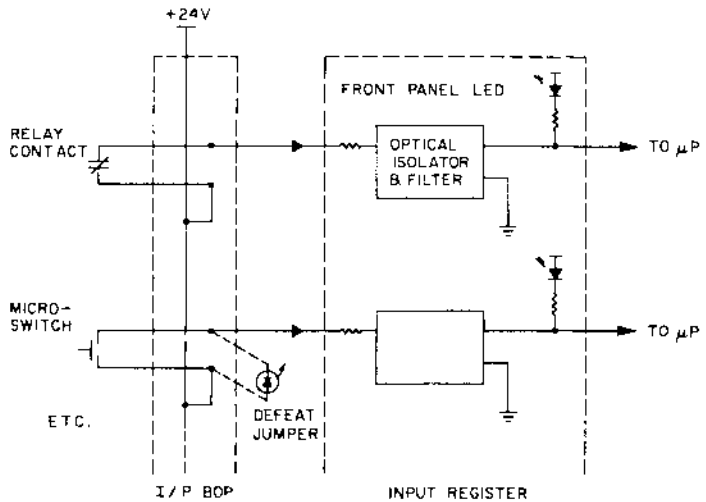 +24V
FRONT PANEL LED
RELAY
CONTACT
OPTICAL
ISOLATOR
& FILTER
TO μP
MICRO-
SWITCH
TO μP
ETC.
DEFEAT
JUMPER
I/P BOP
INPUT REGISTER